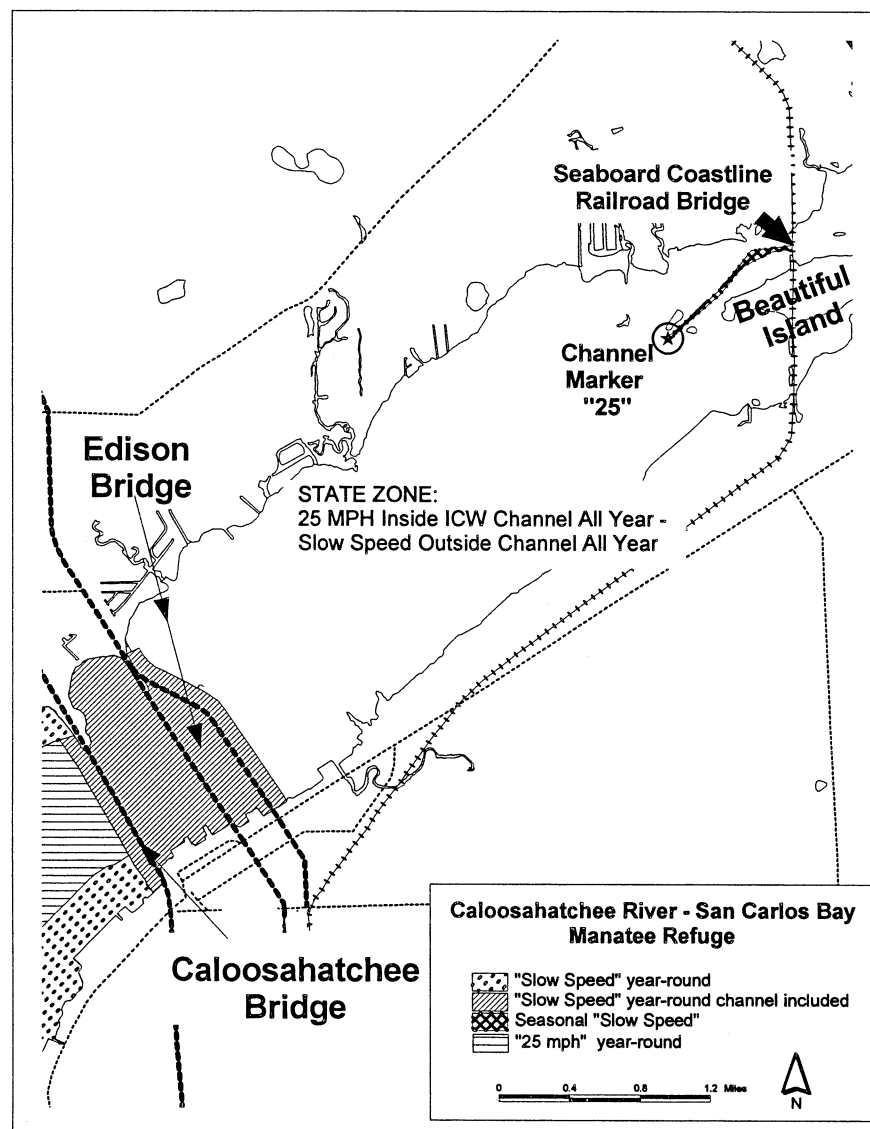 Seaboard Coastline
Railroad Bridge
Beautiful
Island
Channel
Marker
"25"
Edison
Bridge
STATE ZONE:
25 MPH Inside ICW Channel All Year -
Slow Speed Outside Channel All Year
Caloosahatchee
Bridge
Caloosahatchee River - San Carlos Bay
Manatee Refuge
"Slow Speed" year-round
"Slow Speed" year-round channel included
Seasonal "Slow Speed"
"25 mph" year-round
0 0.4 0.8 1.2 Miles
N